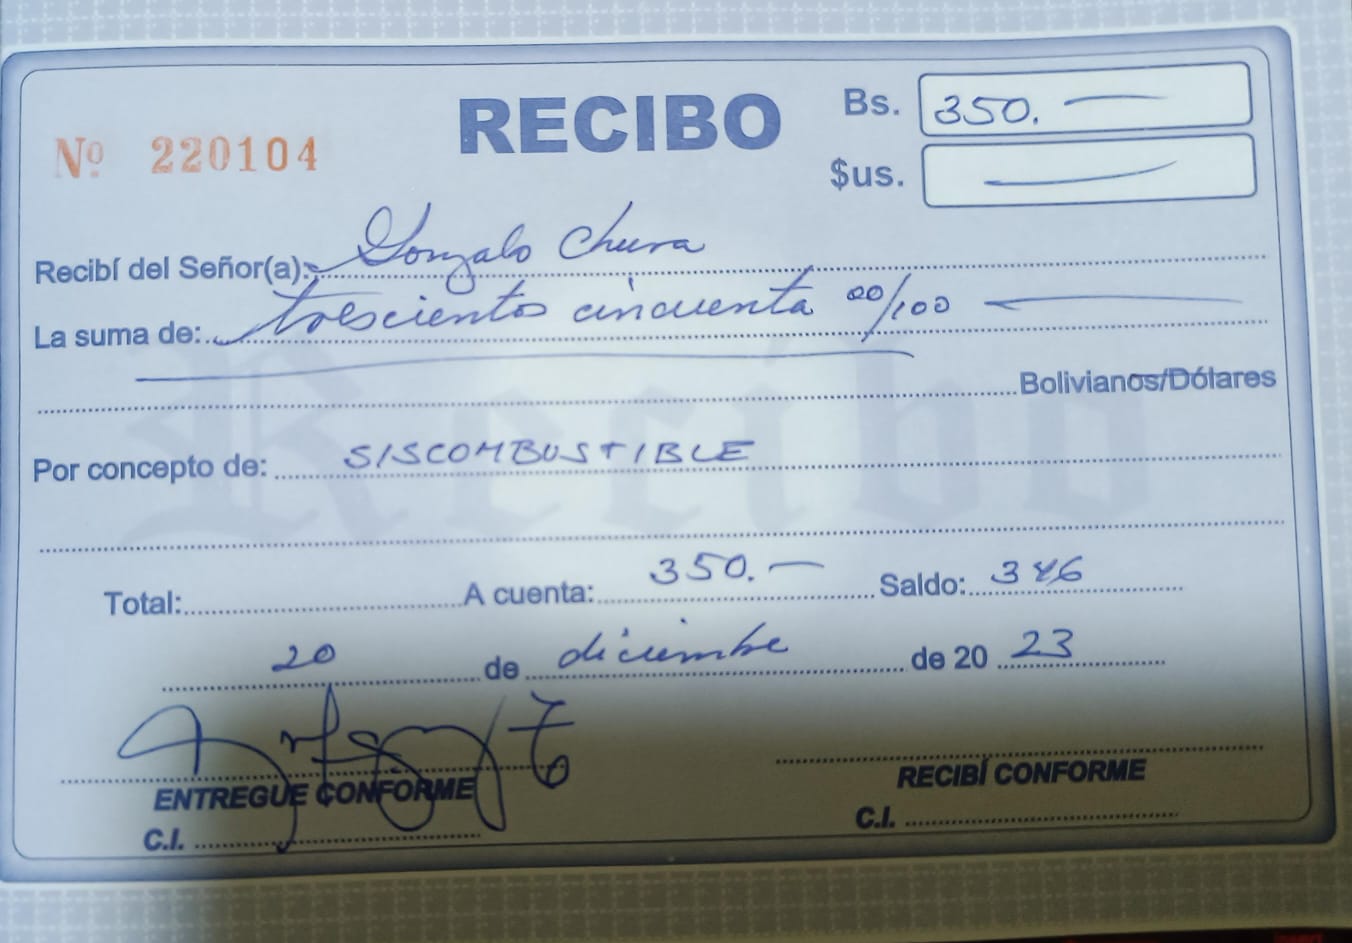 RECIBO
Bs. 350.
Nº 220104
$us.
Recibí del Señor(a): Gonzalo Chura
La suma de: trescientos cincuenta 00/100
Bolivianos/Dólares
Por concepto de: SISCOMBUSTIBLE
Total: A cuenta: 350. Saldo: 346
20 de diciembre de 20 23
ENTREGUE CONFORME
RECIBÍ CONFORME
C.I.
C.I.
Recibo